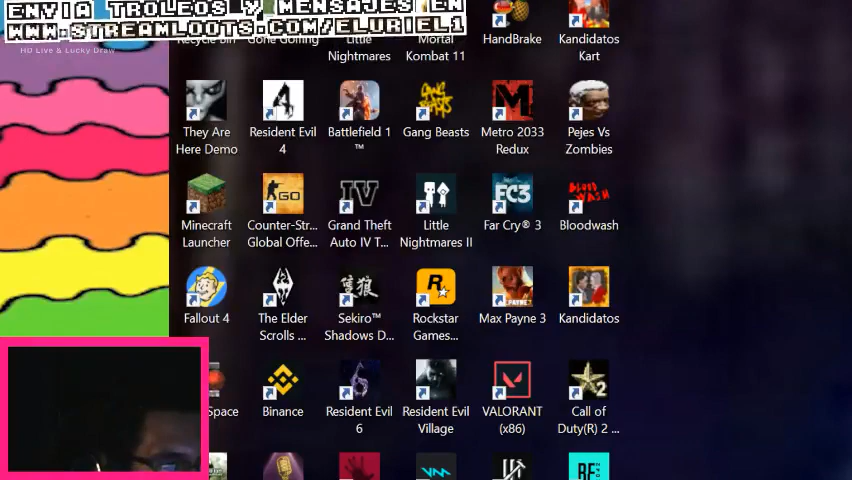 ENVIA TROLEOS Y MENSAJES EN
WWW.STREAMLOOTS.COM/ELURIEL1
HD Live & Lucky Draw
Recycle Bin
Gone Golfing
Little
Nightmares
Mortal
Kombat 11
HandBrake
Kandidatos
Kart
They Are
Here Demo
Resident Evil
4
Battlefield 1
™
Gang Beasts
Metro 2033
Redux
Pejes Vs
Zombies
Minecraft
Launcher
Counter-Str...
Global Offe...
Grand Theft
Auto IV T...
Little
Nightmares II
Far Cry® 3
Bloodwash
Fallout 4
The Elder
Scrolls ...
Sekiro™
Shadows D...
Rockstar
Games...
Max Payne 3
Kandidatos
Space
Binance
Resident Evil
6
Resident Evil
Village
VALORANT
(x86)
Call of
Duty(R) 2 ...